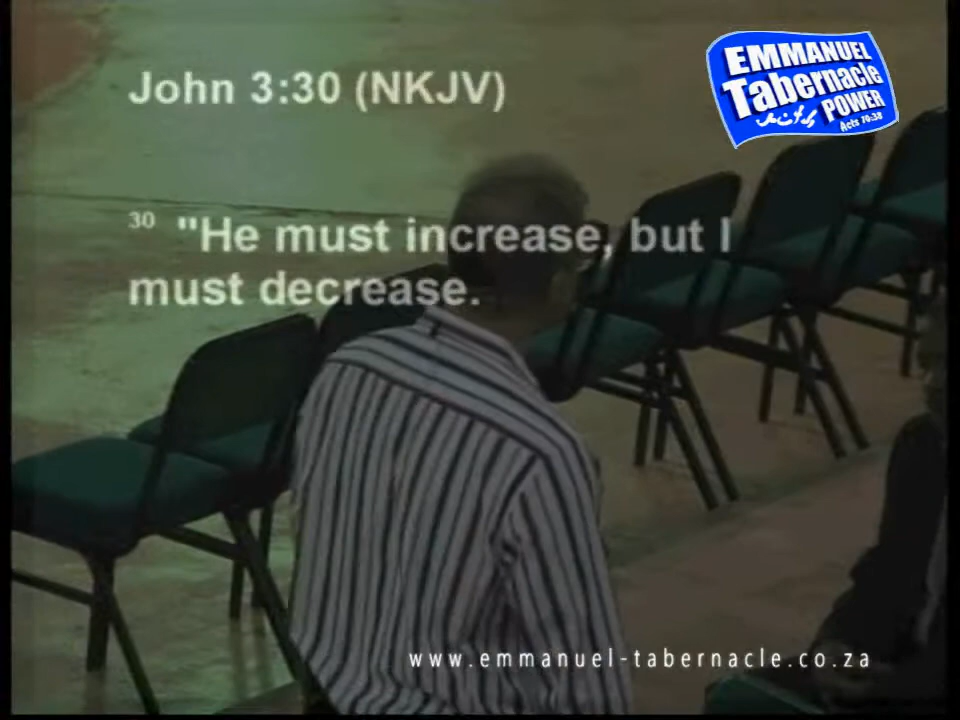 John 3:30 (NKJV)
EMMANUEL
Tabernacle
POWER
Acts 10:38
30 "He must increase, but I
must decrease.
www.emmanuel-tabernacle.co.za